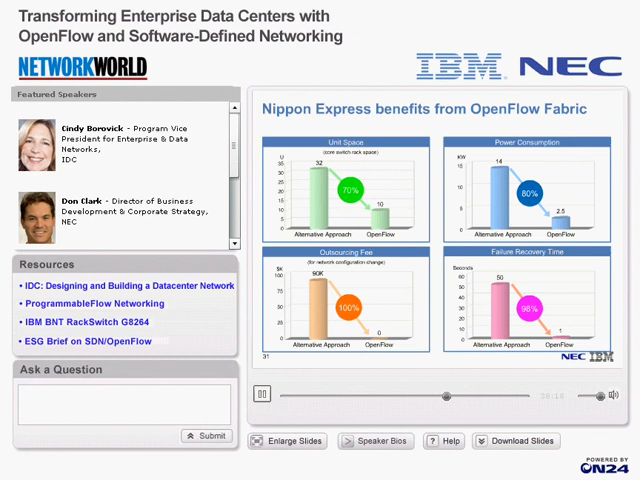 Transforming Enterprise Data Centers with
OpenFlow and Software-Defined Networking
NETWORKWORLD
IBM
NEC
Featured Speakers
Cindy Borovick - Program Vice
President for Enterprise & Data
Networks,
IDC
Don Clark - Director of Business
Development & Corporate Strategy,
NEC
Resources
• IDC: Designing and Building a Datacenter Network
• ProgrammableFlow Networking
• IBM BNT RackSwitch G8264
• ESG Brief on SDN/OpenFlow
Ask a Question
Submit
Nippon Express benefits from OpenFlow Fabric
Unit Space
(core switch rack space)
U
35
30
25
20
15
10
5
0
32
70%
10
Alternative Approach
OpenFlow
Power Consumption
KW
15
10
5
0
14
80%
2.5
Alternative Approach
OpenFlow
Outsourcing Fee
(for network configuration change)
$K
100
75
50
25
0
90K
100%
0
Alternative Approach
OpenFlow
Failure Recovery Time
Seconds
60
50
40
30
20
10
0
50
98%
1
Alternative Approach
OpenFlow
31
NEC IBM
Enlarge Slides
Speaker Bios
? Help
Download Slides
POWERED BY
ON24